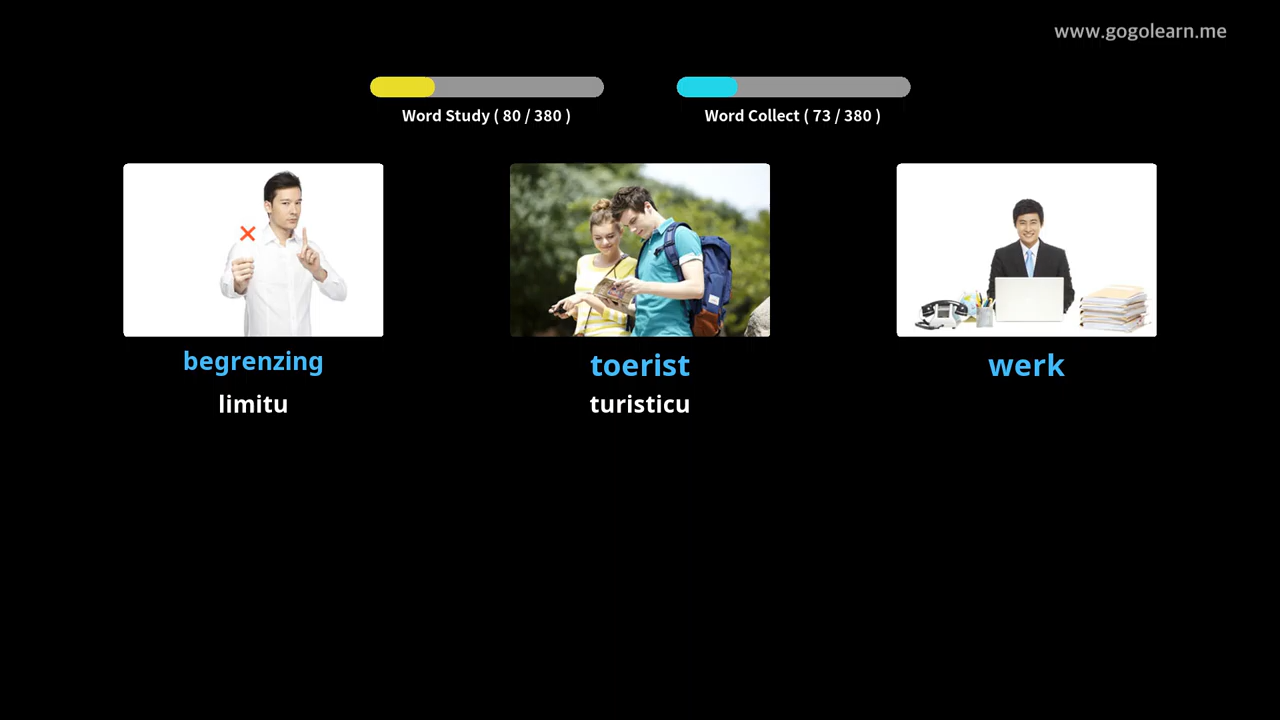 www.gogolearn.me
Word Study ( 80 / 380 )
Word Collect ( 73 / 380 )
begrenzing
toerist
werk
limitu
turisticu